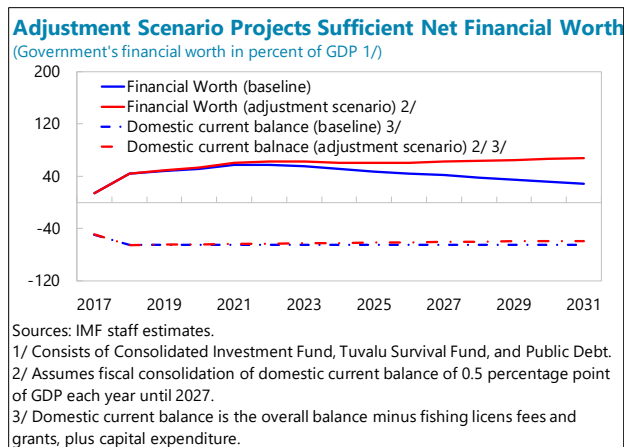 Adjustment Scenario Projects Sufficient Net Financial Worth
(Government's financial worth in percent of GDP 1/)
200
120
40
-40
-120
Financial Worth (baseline)
Financial Worth (adjustment scenario) 2/
Domestic current balance (baseline) 3/
Domestic current balnace (adjustment scenario) 2/ 3/
2017 2019 2021 2023 2025 2027 2029 2031
Sources: IMF staff estimates.
1/ Consists of Consolidated Investment Fund, Tuvalu Survival Fund, and Public Debt.
2/ Assumes fiscal consolidation of domestic current balance of 0.5 percentage point
of GDP each year until 2027.
3/ Domestic current balance is the overall balance minus fishing licens fees and
grants, plus capital expenditure.